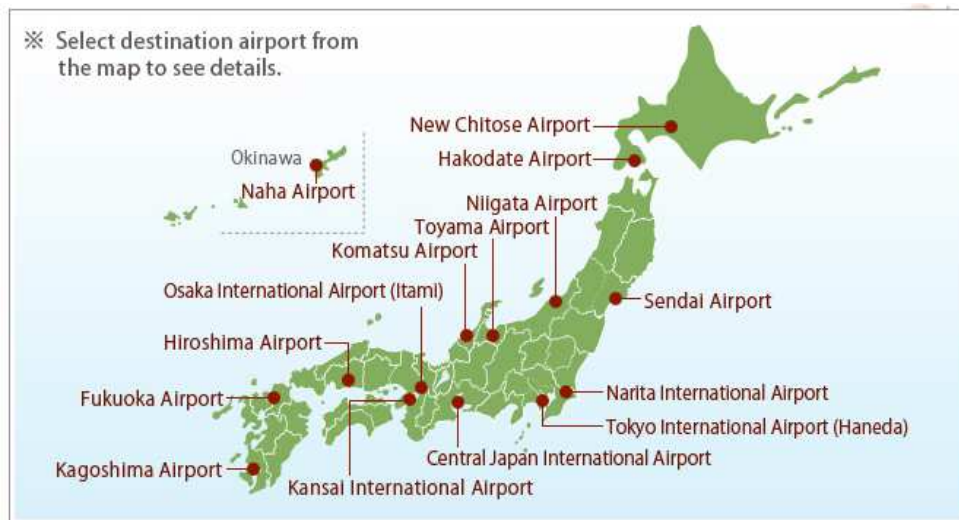 ※ Select destination airport from
the map to see details.
New Chitose Airport
Hakodate Airport
Okinawa
Naha Airport
Niigata Airport
Toyama Airport
Komatsu Airport
Osaka International Airport (Itami)
Sendai Airport
Hiroshima Airport
Fukuoka Airport
Narita International Airport
Tokyo International Airport (Haneda)
Central Japan International Airport
Kagoshima Airport
Kansai International Airport